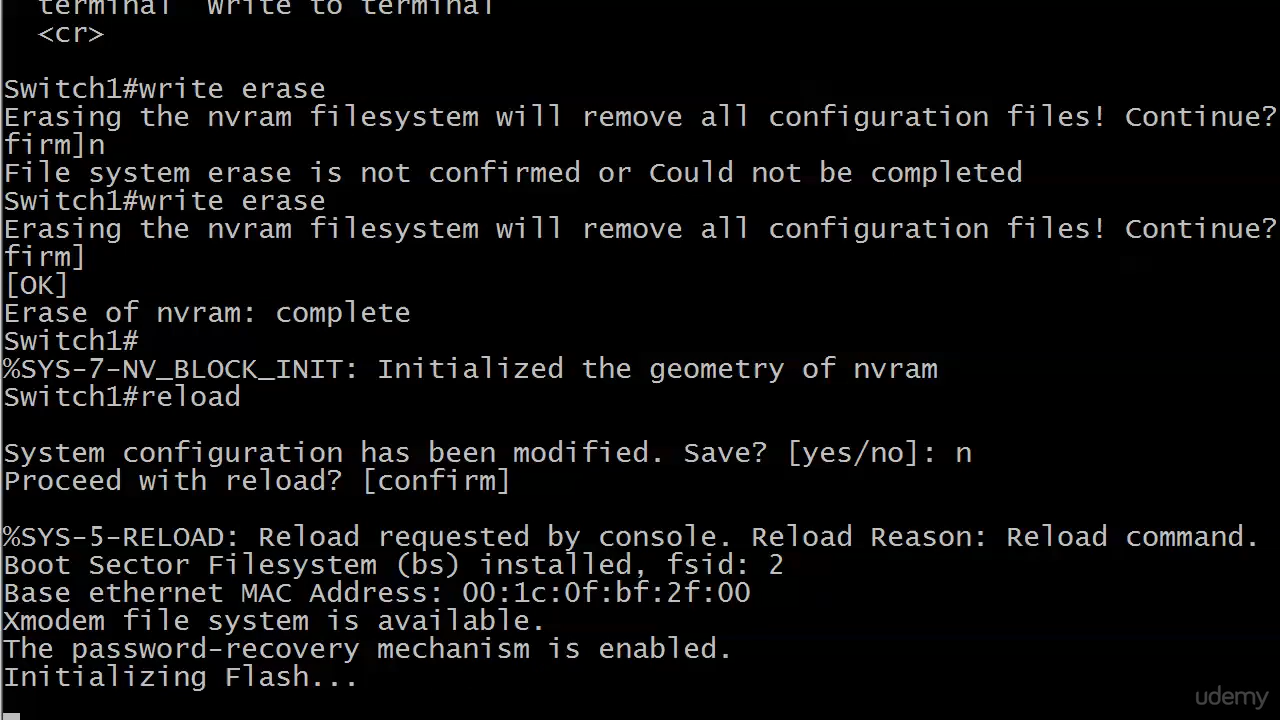 terminal  Write to terminal
<cr>
Switch1#write erase
Erasing the nvram filesystem will remove all configuration files! Continue?
firm]n
File system erase is not confirmed or Could not be completed
Switch1#write erase
Erasing the nvram filesystem will remove all configuration files! Continue?
firm]
[OK]
Erase of nvram: complete
Switch1#
%SYS-7-NV_BLOCK_INIT: Initialized the geometry of nvram
Switch1#reload
System configuration has been modified. Save? [yes/no]: n
Proceed with reload? [confirm]
%SYS-5-RELOAD: Reload requested by console. Reload Reason: Reload command.
Boot Sector Filesystem (bs) installed, fsid: 2
Base ethernet MAC Address: 00:1c:0f:bf:2f:00
Xmodem file system is available.
The password-recovery mechanism is enabled.
Initializing Flash...
udemy